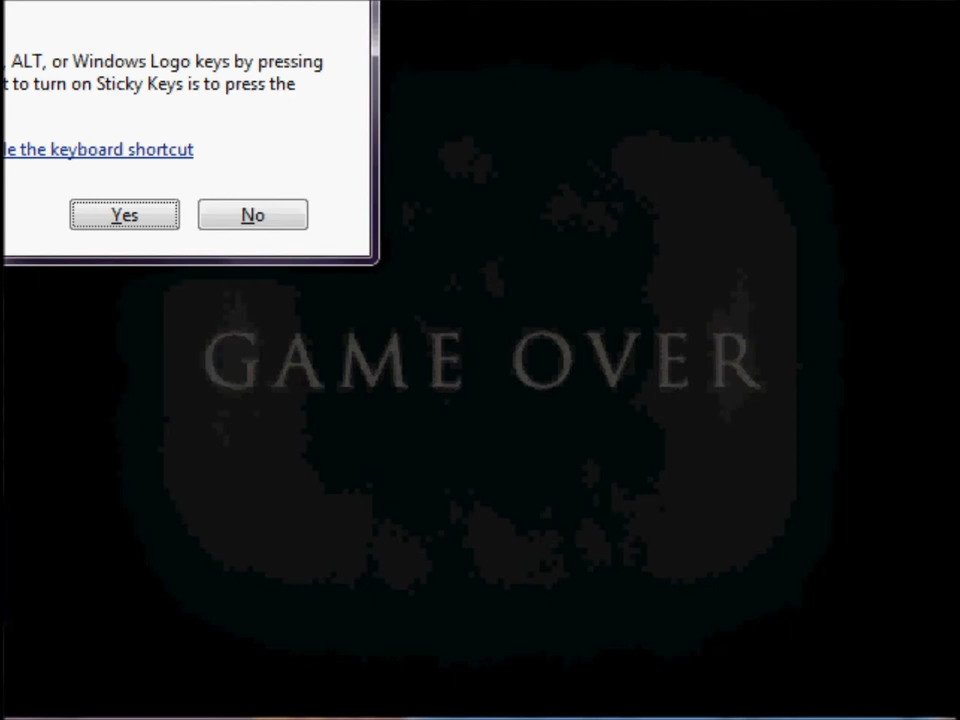 , ALT, or Windows Logo keys by pressing
t to turn on Sticky Keys is to press the
le the keyboard shortcut
Yes
No
GAME OVER